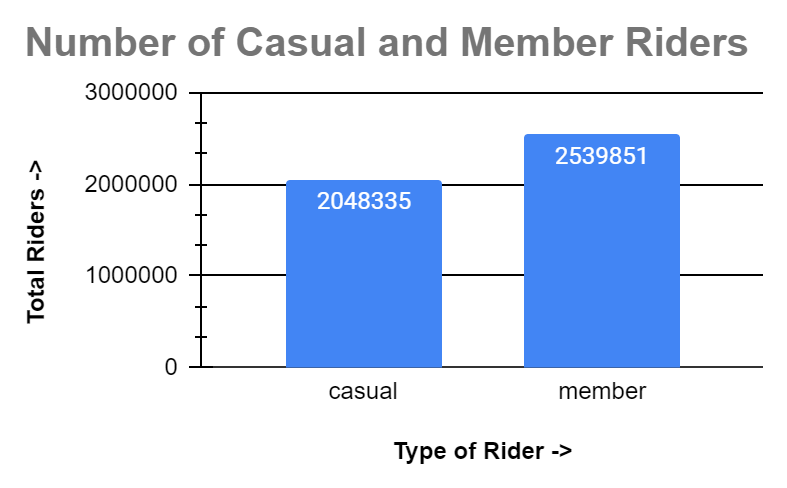 Number of Casual and Member Riders
3000000
2000000
1000000
0
Total Riders ->
2048335
2539851
casual
member
Type of Rider ->